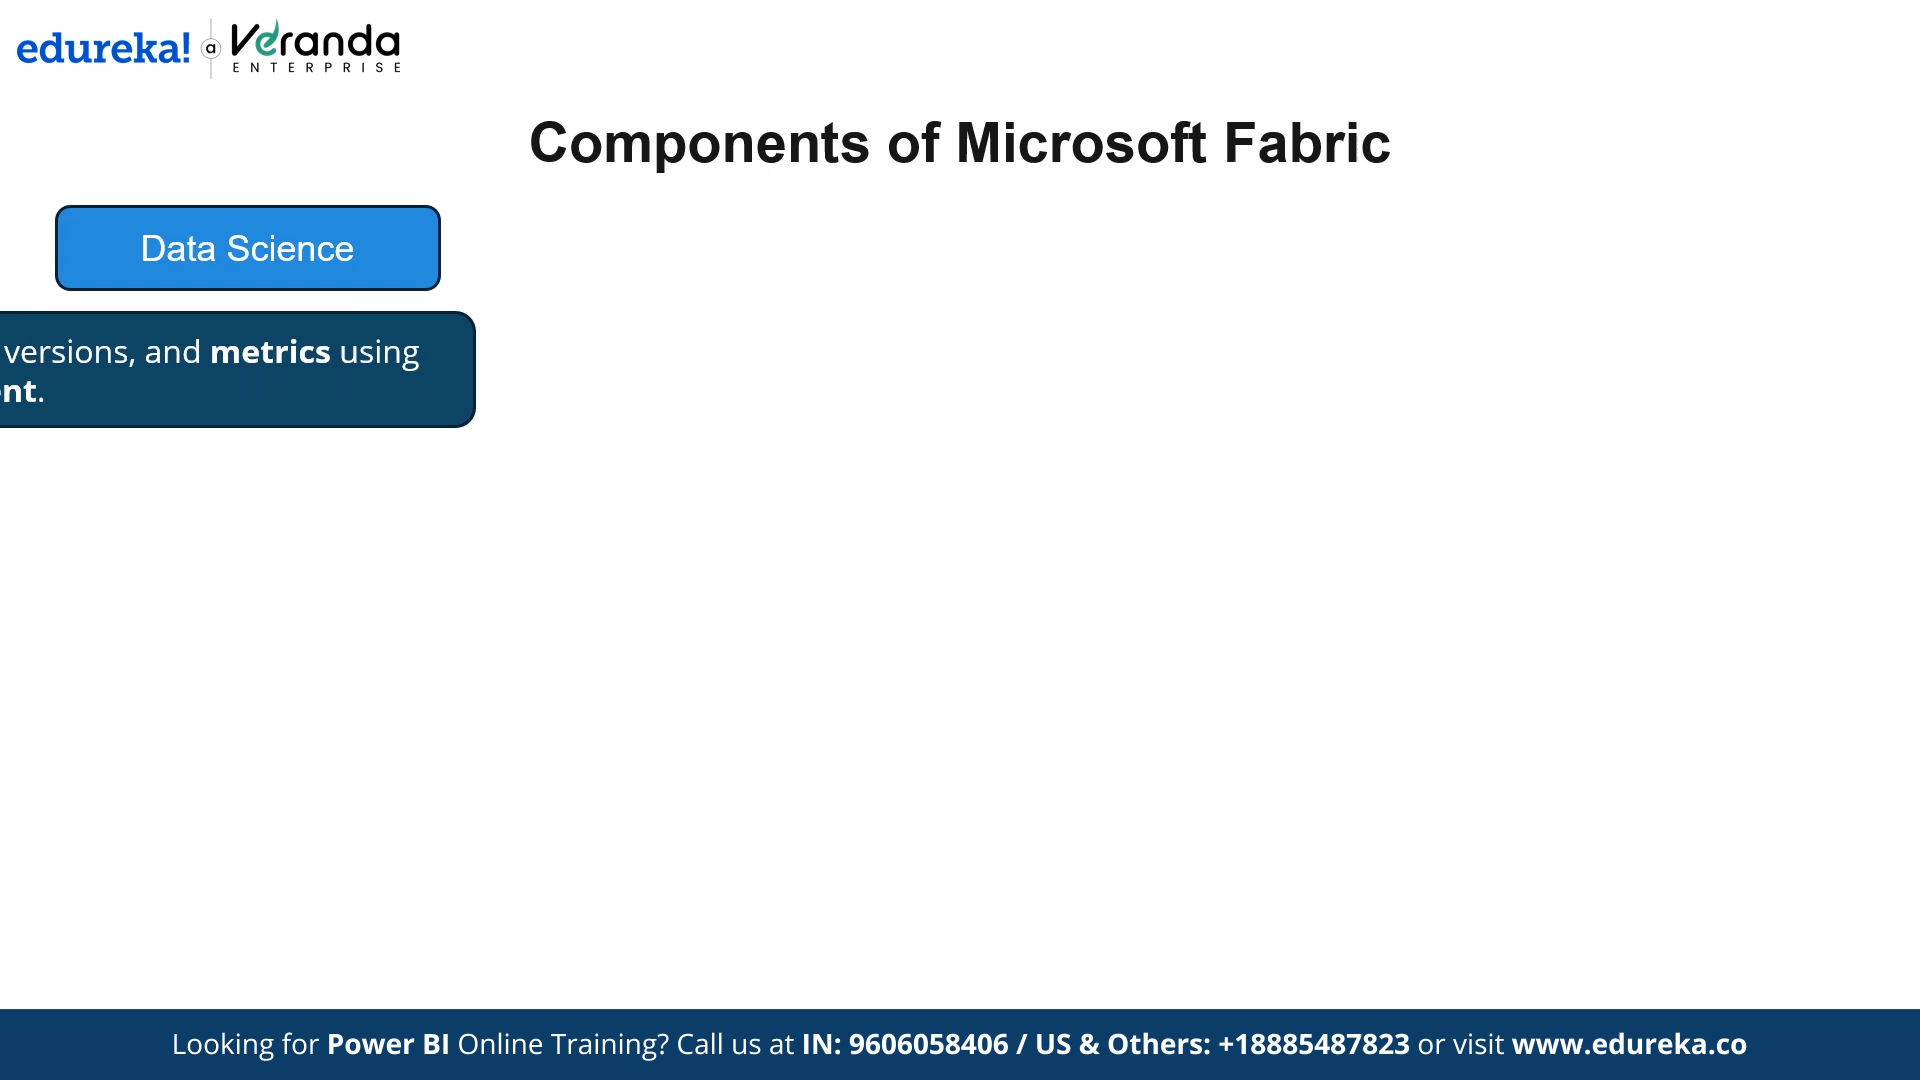 edureka! a Veranda
ENTERPRISE
Components of Microsoft Fabric
Data Science
versions, and metrics using
nt.
Looking for Power BI Online Training? Call us at IN: 9606058406 / US & Others: +18885487823 or visit www.edureka.co